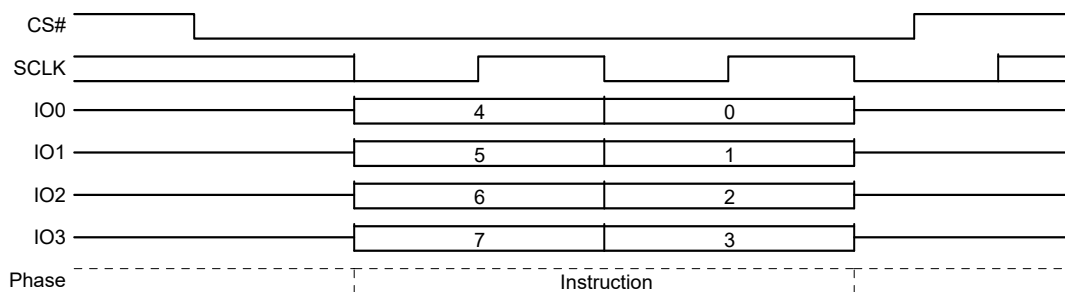 CS#
SCLK
IO0 4 0
IO1 5 1
IO2 6 2
IO3 7 3
Phase Instruction